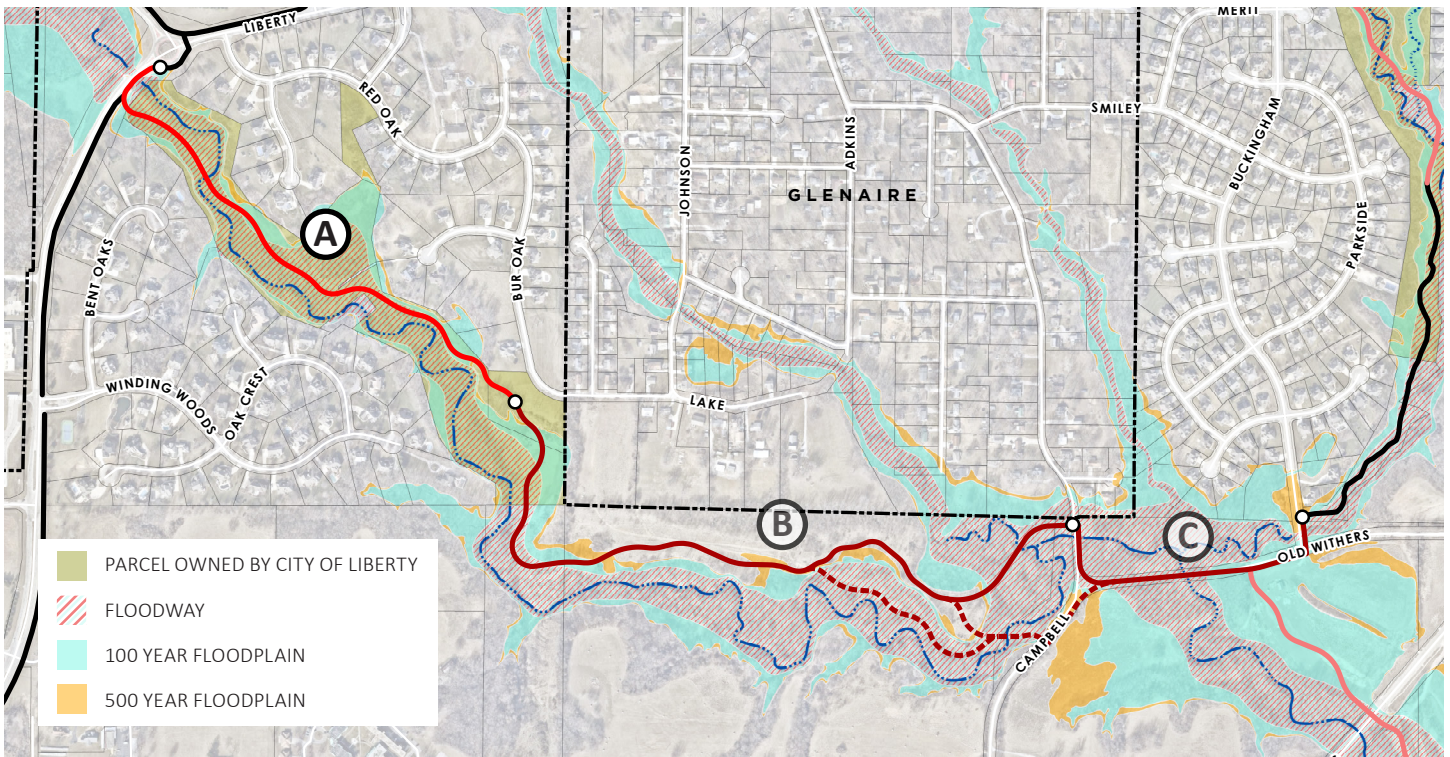 LIBERTY
MERIT
RED OAK
SMILEY
BUCKINGHAM
ADKINS
JOHNSON
GLENAIRE
A
PARKSIDE
BENT OAKS
BUR OAK
WINDING WOODS
OAK CREST
LAKE
B
C
OLD WITHERS
CAMPBELL
PARCEL OWNED BY CITY OF LIBERTY
FLOODWAY
100 YEAR FLOODPLAIN
500 YEAR FLOODPLAIN